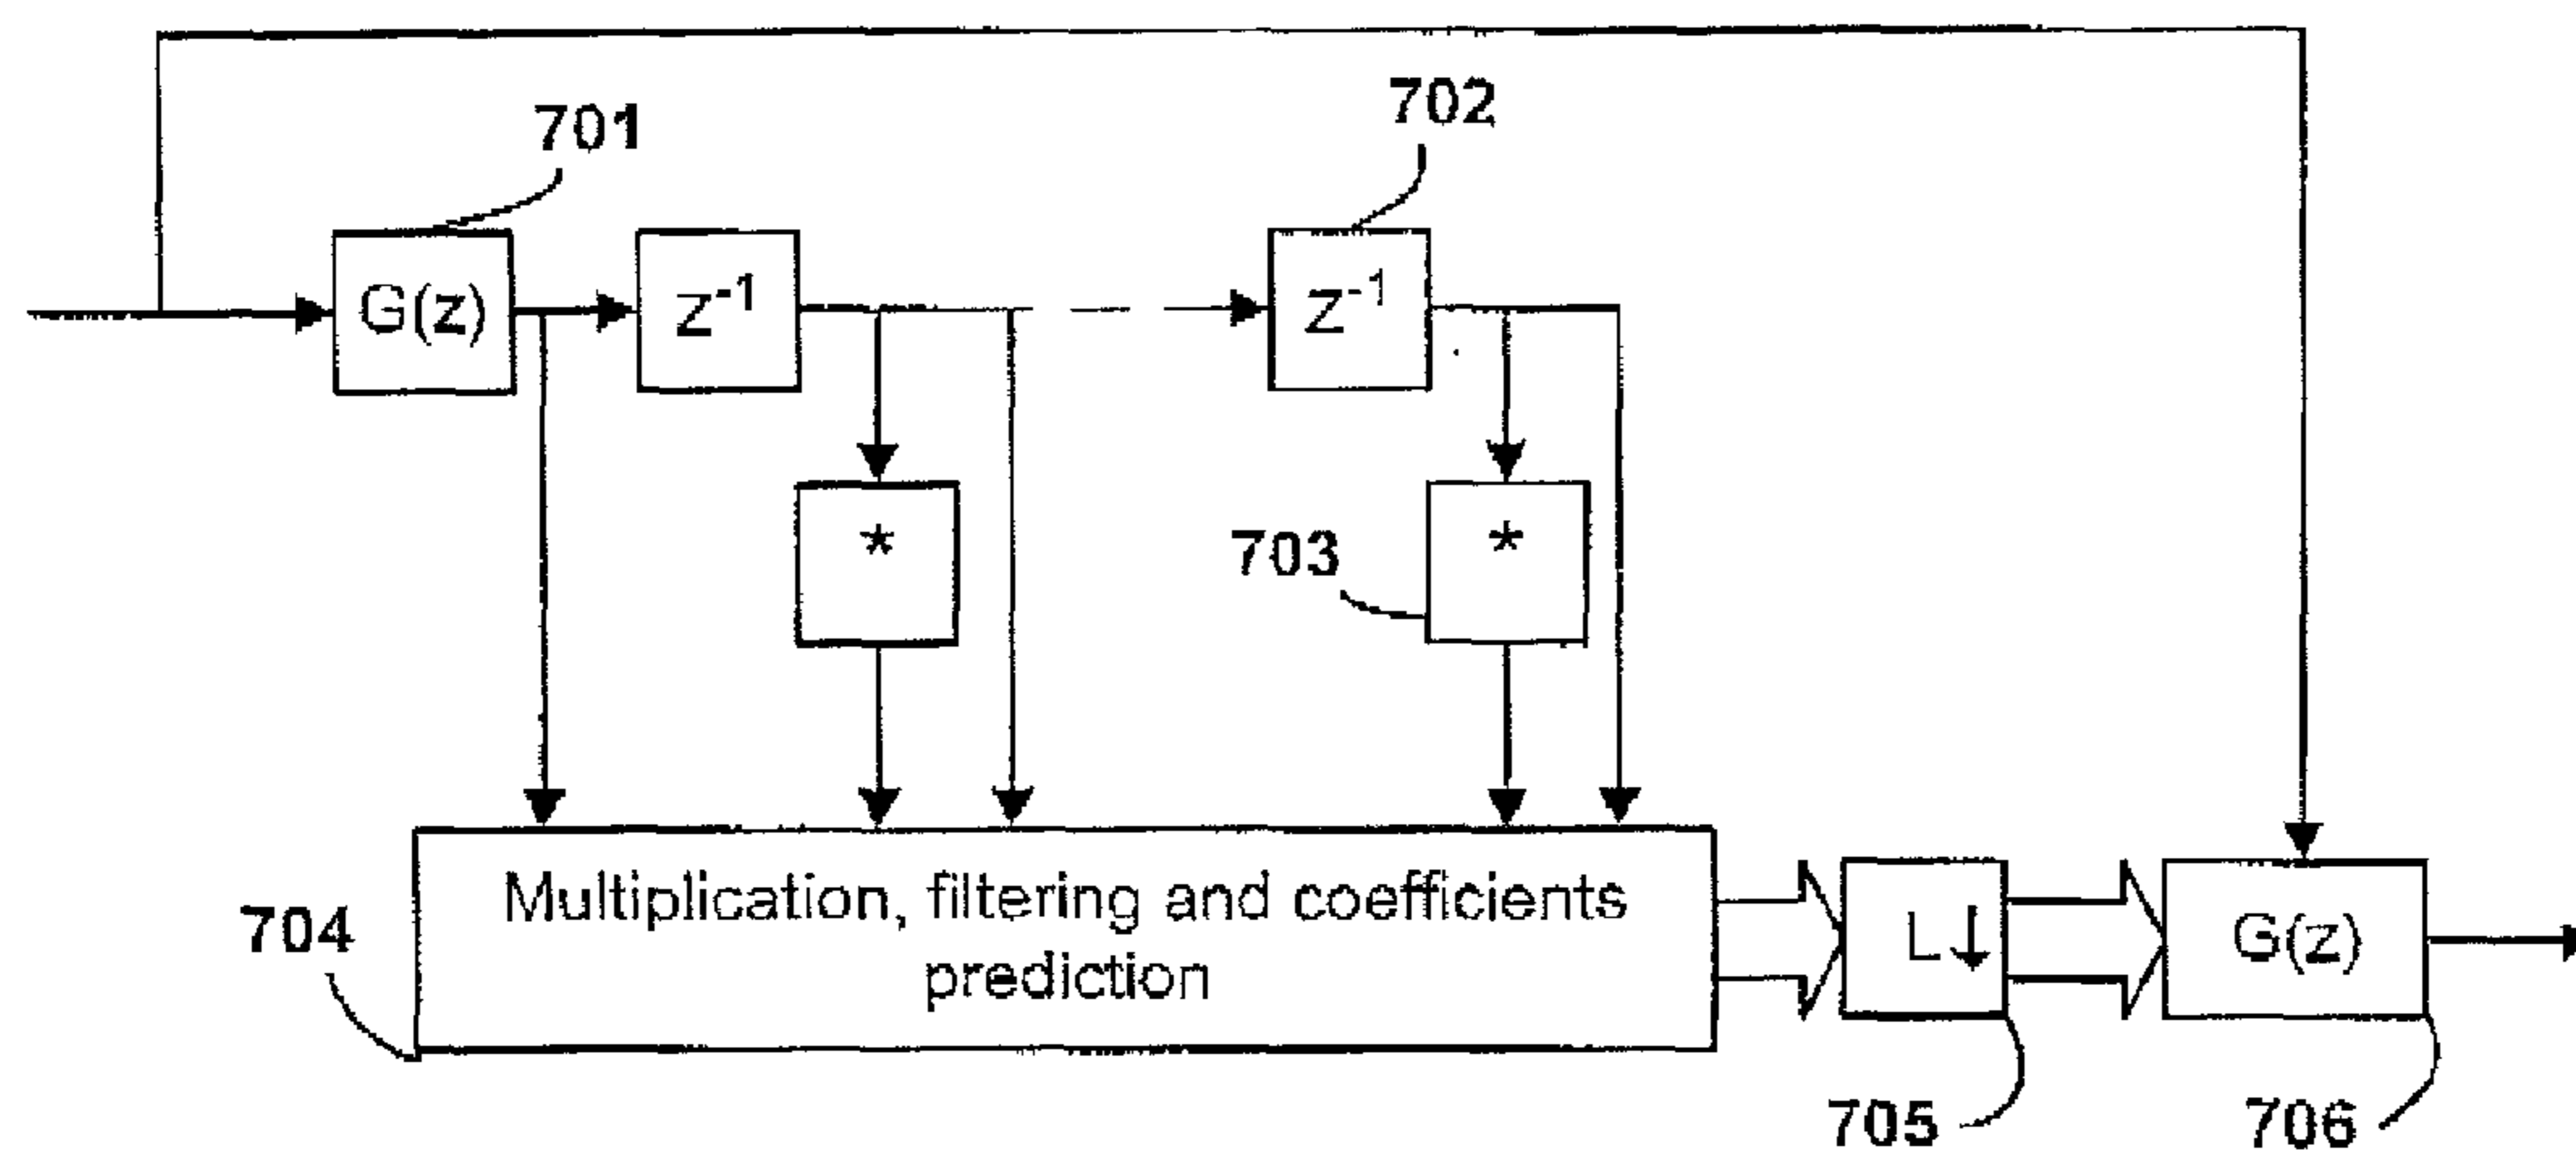 702
701
G(z)
z⁻¹
z⁻¹
*
*
703
Multiplication, filtering and coefficients
prediction
704
L↓
G(z)
705
706